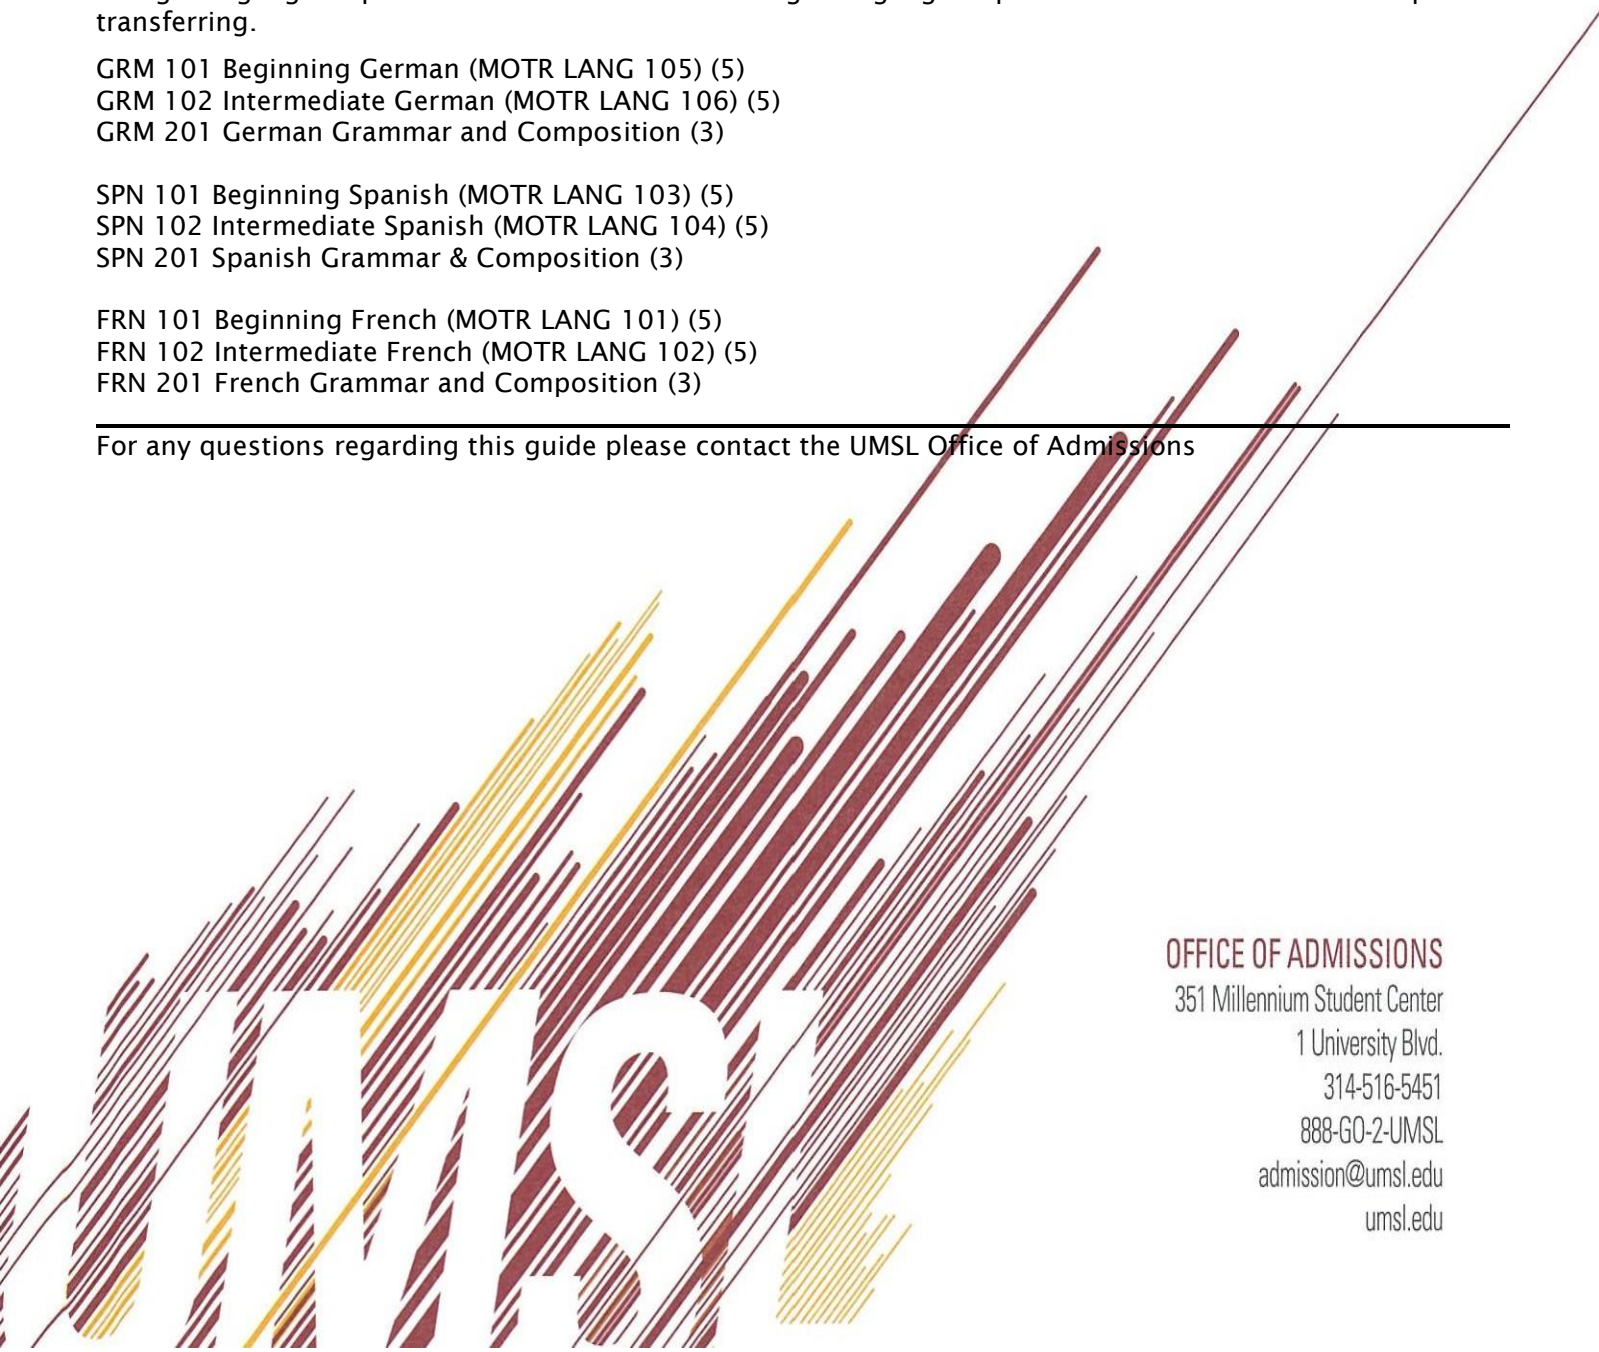 transferring.
GRM 101 Beginning German (MOTR LANG 105) (5)
GRM 102 Intermediate German (MOTR LANG 106) (5)
GRM 201 German Grammar and Composition (3)
SPN 101 Beginning Spanish (MOTR LANG 103) (5)
SPN 102 Intermediate Spanish (MOTR LANG 104) (5)
SPN 201 Spanish Grammar & Composition (3)
FRN 101 Beginning French (MOTR LANG 101) (5)
FRN 102 Intermediate French (MOTR LANG 102) (5)
FRN 201 French Grammar and Composition (3)
For any questions regarding this guide please contact the UMSL Office of Admissions
UMSL
OFFICE OF ADMISSIONS
351 Millennium Student Center
1 University Blvd.
314-516-5451
888-GO-2-UMSL
admission@umsl.edu
umsl.edu